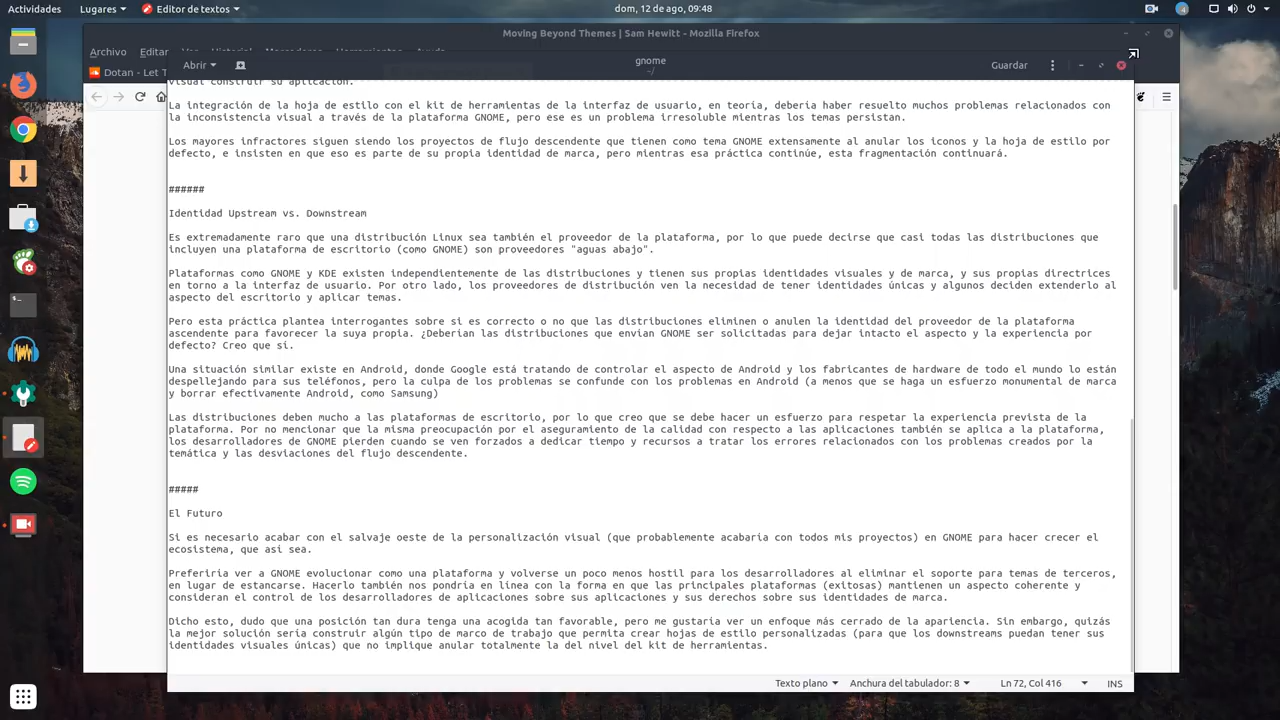 Actividades
Lugares
Editor de textos
dom, 12 de ago, 09:48
Moving Beyond Themes | Sam Hewitt - Mozilla Firefox
Archivo Editar Ver Historial Marcadores Herramientas Ayuda
Dotan - Let T
Abrir
gnome
~/
Guardar
visual construir su aplicación.
La integración de la hoja de estilo con el kit de herramientas de la interfaz de usuario, en teoría, debería haber resuelto muchos problemas relacionados con
la inconsistencia visual a través de la plataforma GNOME, pero ese es un problema irresoluble mientras los temas persistan.
Los mayores infractores siguen siendo los proyectos de flujo descendente que tienen como tema GNOME extensamente al anular los iconos y la hoja de estilo por
defecto, e insisten en que eso es parte de su propia identidad de marca, pero mientras esa práctica continúe, esta fragmentación continuará.
######
Identidad Upstream vs. Downstream
Es extremadamente raro que una distribución Linux sea también el proveedor de la plataforma, por lo que puede decirse que casi todas las distribuciones que
incluyen una plataforma de escritorio (como GNOME) son proveedores "aguas abajo".
Plataformas como GNOME y KDE existen independientemente de las distribuciones y tienen sus propias identidades visuales y de marca, y sus propias directrices
en torno a la interfaz de usuario. Por otro lado, los proveedores de distribución ven la necesidad de tener identidades únicas y algunos deciden extenderlo al
aspecto del escritorio y aplicar temas.
Pero esta práctica plantea interrogantes sobre si es correcto o no que las distribuciones eliminen o anulen la identidad del proveedor de la plataforma
ascendente para favorecer la suya propia. ¿Deberían las distribuciones que envían GNOME ser solicitadas para dejar intacto el aspecto y la experiencia por
defecto? Creo que sí.
Una situación similar existe en Android, donde Google está tratando de controlar el aspecto de Android y los fabricantes de hardware de todo el mundo lo están
despellejando para sus teléfonos, pero la culpa de los problemas se confunde con los problemas en Android (a menos que se haga un esfuerzo monumental de marca
y borrar efectivamente Android, como Samsung)
Las distribuciones deben mucho a las plataformas de escritorio, por lo que creo que se debe hacer un esfuerzo para respetar la experiencia prevista de la
plataforma. Por no mencionar que la misma preocupación por el aseguramiento de la calidad con respecto a las aplicaciones también se aplica a la plataforma,
los desarrolladores de GNOME pierden cuando se ven forzados a dedicar tiempo y recursos a tratar los errores relacionados con los problemas creados por la
temática y las desviaciones del flujo descendente.
#####
El Futuro
Si es necesario acabar con el salvaje oeste de la personalización visual (que probablemente acabaría con todos mis proyectos) en GNOME para hacer crecer el
ecosistema, que así sea.
Preferiría ver a GNOME evolucionar como una plataforma y volverse un poco menos hostil para los desarrolladores al eliminar el soporte para temas de terceros,
en lugar de estancarse. Hacerlo también nos pondría en línea con la forma en que las principales plataformas (exitosas) mantienen un aspecto coherente y
consideran el control de los desarrolladores de aplicaciones sobre sus aplicaciones y sus derechos sobre sus identidades de marca.
Dicho esto, dudo que una posición tan dura tenga una acogida tan favorable, pero me gustaría ver un enfoque más cerrado de la apariencia. Sin embargo, quizás
la mejor solución sería construir algún tipo de marco de trabajo que permita crear hojas de estilo personalizadas (para que los downstreams puedan tener sus
identidades visuales únicas) que no implique anular totalmente la del nivel del kit de herramientas.
Texto plano
Anchura del tabulador: 8
Ln 72, Col 416
INS